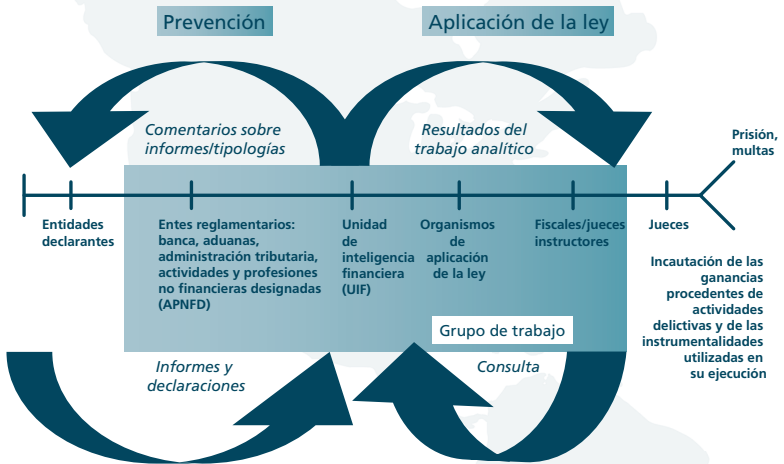 Prevención
Aplicación de la ley
Comentarios sobre
informes/tipologías
Resultados del
trabajo analítico
Prisión,
multas
Entidades
declarantes
Entes reglamentarios:
banca, aduanas,
administración tributaria,
actividades y profesiones
no financieras designadas
(APNFD)
Unidad
de
inteligencia
financiera
(UIF)
Organismos
de
aplicación
de la ley
Fiscales/jueces
instructores
Jueces
Incautación de las
ganancias
procedentes de
actividades
delictivas y de las
instrumentalidades
utilizadas en
su ejecución
Grupo de trabajo
Informes y
declaraciones
Consulta